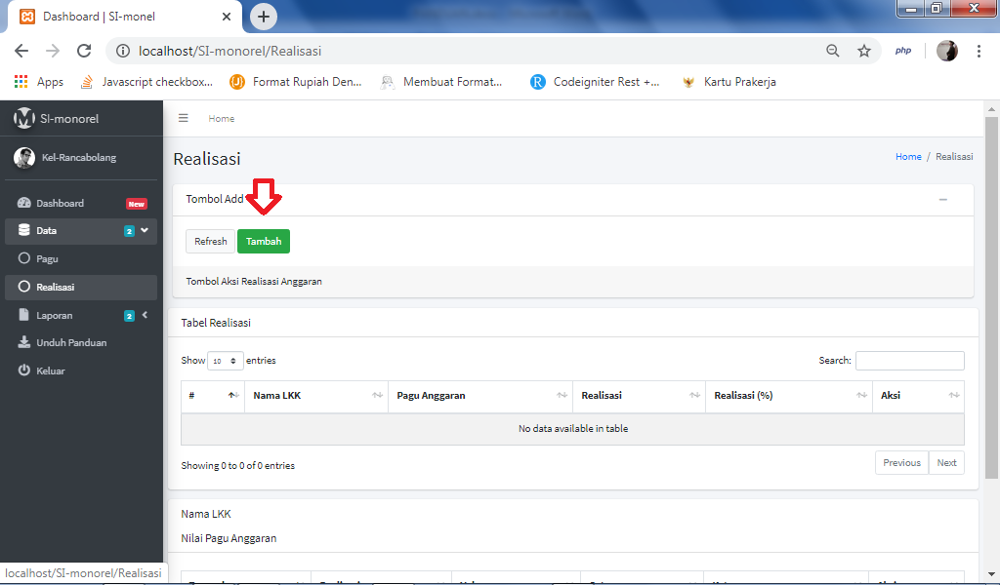 Dashboard | SI-monel
localhost/SI-monorel/Realisasi
php
Apps
Javascript checkbox...
Format Rupiah Den...
Membuat Format...
Codeigniter Rest +...
Kartu Prakerja
SI-monorel
Home
Kel-Rancabolang
Realisasi
Home / Realisasi
Dashboard New
Data 2
Pagu
Realisasi
Laporan 2
Unduh Panduan
Keluar
Tombol Add
Refresh Tambah
Tombol Aksi Realisasi Anggaran
Tabel Realisasi
Show 10 entries
Search:
# Nama LKK Pagu Anggaran Realisasi Realisasi (%) Aksi
No data available in table
Showing 0 to 0 of 0 entries
Previous Next
Nama LKK
Nilai Pagu Anggaran
localhost/SI-monorel/Realisasi